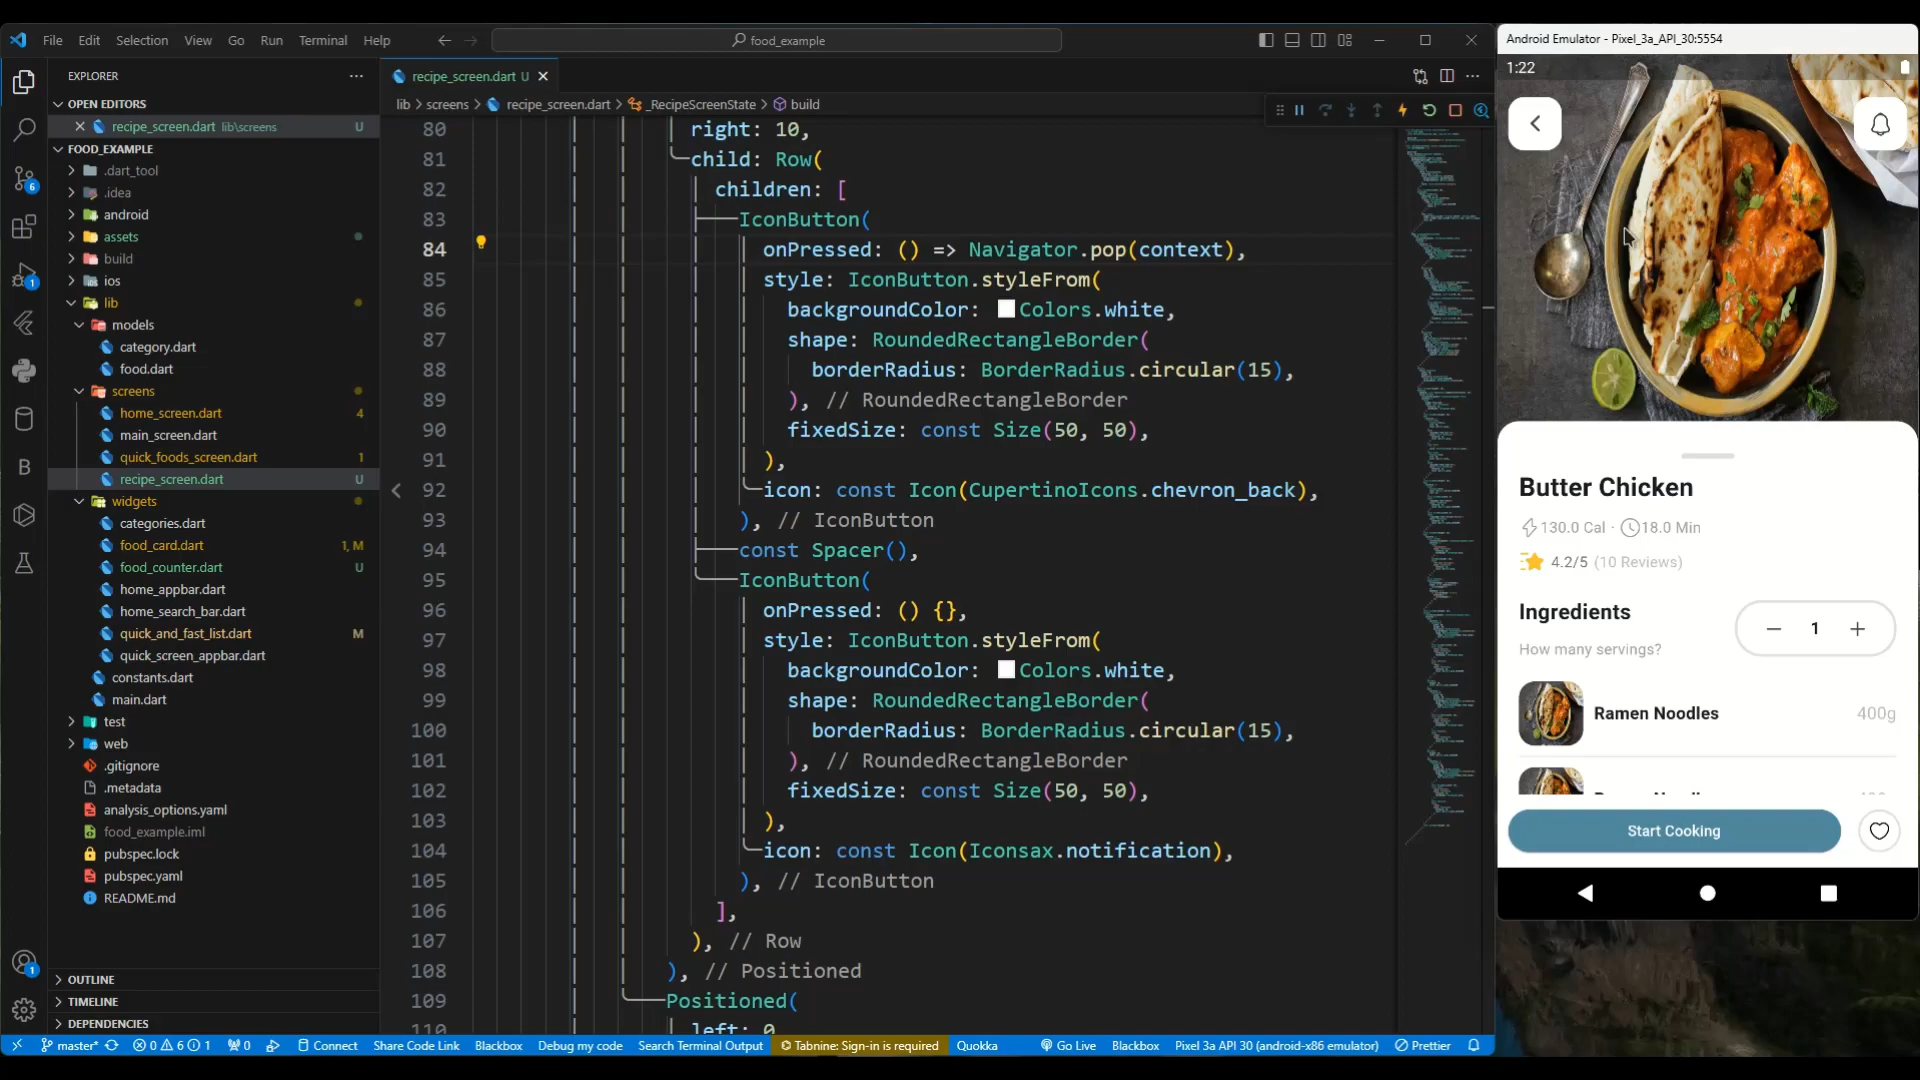 File Edit Selection View Go Run Terminal Help
food_example
EXPLORER
OPEN EDITORS
recipe_screen.dart lib\screens U
FOOD_EXAMPLE
.dart_tool
.idea
android
assets
build
ios
lib
models
category.dart
food.dart
screens
home_screen.dart 4
main_screen.dart
quick_foods_screen.dart 1
recipe_screen.dart U
widgets
categories.dart
food_card.dart 1, M
food_counter.dart U
home_appbar.dart
home_search_bar.dart
quick_and_fast_list.dart M
quick_screen_appbar.dart
constants.dart
main.dart
test
web
.gitignore
.metadata
analysis_options.yaml
food_example.iml
pubspec.lock
pubspec.yaml
README.md
OUTLINE
TIMELINE
DEPENDENCIES
6
1
B
1
recipe_screen.dart U
lib > screens > recipe_screen.dart > _RecipeScreenState > build
80 right: 10,
81 child: Row(
82 children: [
83 IconButton(
84 onPressed: () => Navigator.pop(context),
85 style: IconButton.styleFrom(
86 backgroundColor: Colors.white,
87 shape: RoundedRectangleBorder(
88 borderRadius: BorderRadius.circular(15),
89 ), // RoundedRectangleBorder
90 fixedSize: const Size(50, 50),
91 ),
92 icon: const Icon(CupertinoIcons.chevron_back),
93 ), // IconButton
94 const Spacer(),
95 IconButton(
96 onPressed: () {},
97 style: IconButton.styleFrom(
98 backgroundColor: Colors.white,
99 shape: RoundedRectangleBorder(
100 borderRadius: BorderRadius.circular(15),
101 ), // RoundedRectangleBorder
102 fixedSize: const Size(50, 50),
103 ),
104 icon: const Icon(Iconsax.notification),
105 ), // IconButton
106 ],
107 ), // Row
108 ), // Positioned
109 Positioned(
110 left: 0
master* 0 6 1 0 Connect Share Code Link Blackbox Debug my code Search Terminal Output Tabnine: Sign-in is required Quokka Go Live Blackbox Pixel 3a API 30 (android-x86 emulator) Prettier
Android Emulator - Pixel_3a_API_30:5554
1:22
Butter Chicken
130.0 Cal · 18.0 Min
4.2/5 (10 Reviews)
Ingredients
How many servings?
1
Ramen Noodles 400g
Start Cooking